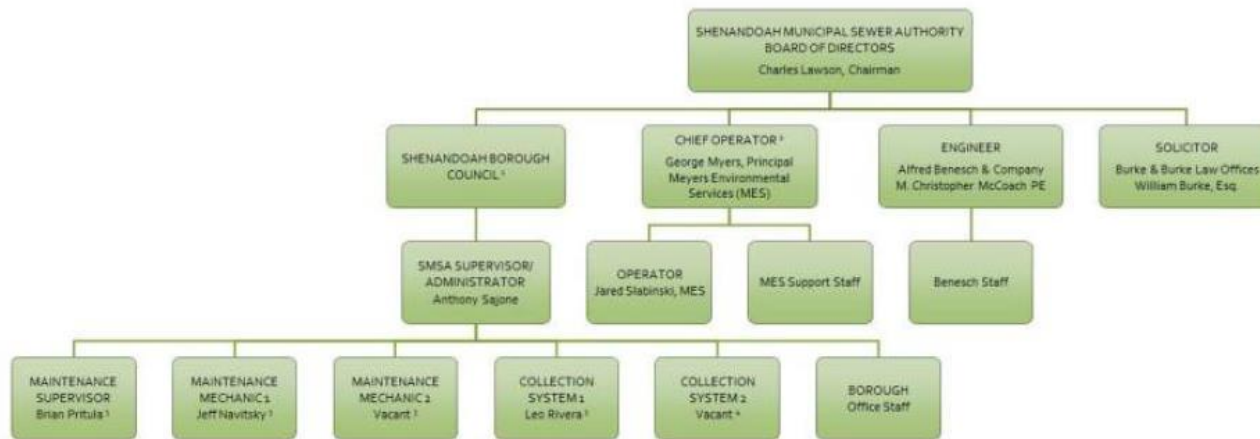 SHENANDOAH MUNICIPAL SEWER AUTHORITY
BOARD OF DIRECTORS
Charles Lawson, Chairman
SHENANDOAH BOROUGH
COUNCIL
CHIEF OPERATOR
George Myers, Principal
Meyers Environmental
Services (MES)
ENGINEER
Alfred Benesch & Company
M. Christopher McCoach PE
SOLICITOR
Burke & Burke Law Offices
William Burke, Esq.
SMSA SUPERVISOR/
ADMINISTRATOR
Anthony Sajone
OPERATOR
Jared Slabinski, MES
MES Support Staff
Benesch Staff
MAINTENANCE
SUPERVISOR
Brian Pritula
MAINTENANCE
MECHANIC 1
Jeff Navitsky
MAINTENANCE
MECHANIC 2
Vacant
COLLECTION
SYSTEM 1
Leo Rivera
COLLECTION
SYSTEM 2
Vacant
BOROUGH
Office Staff